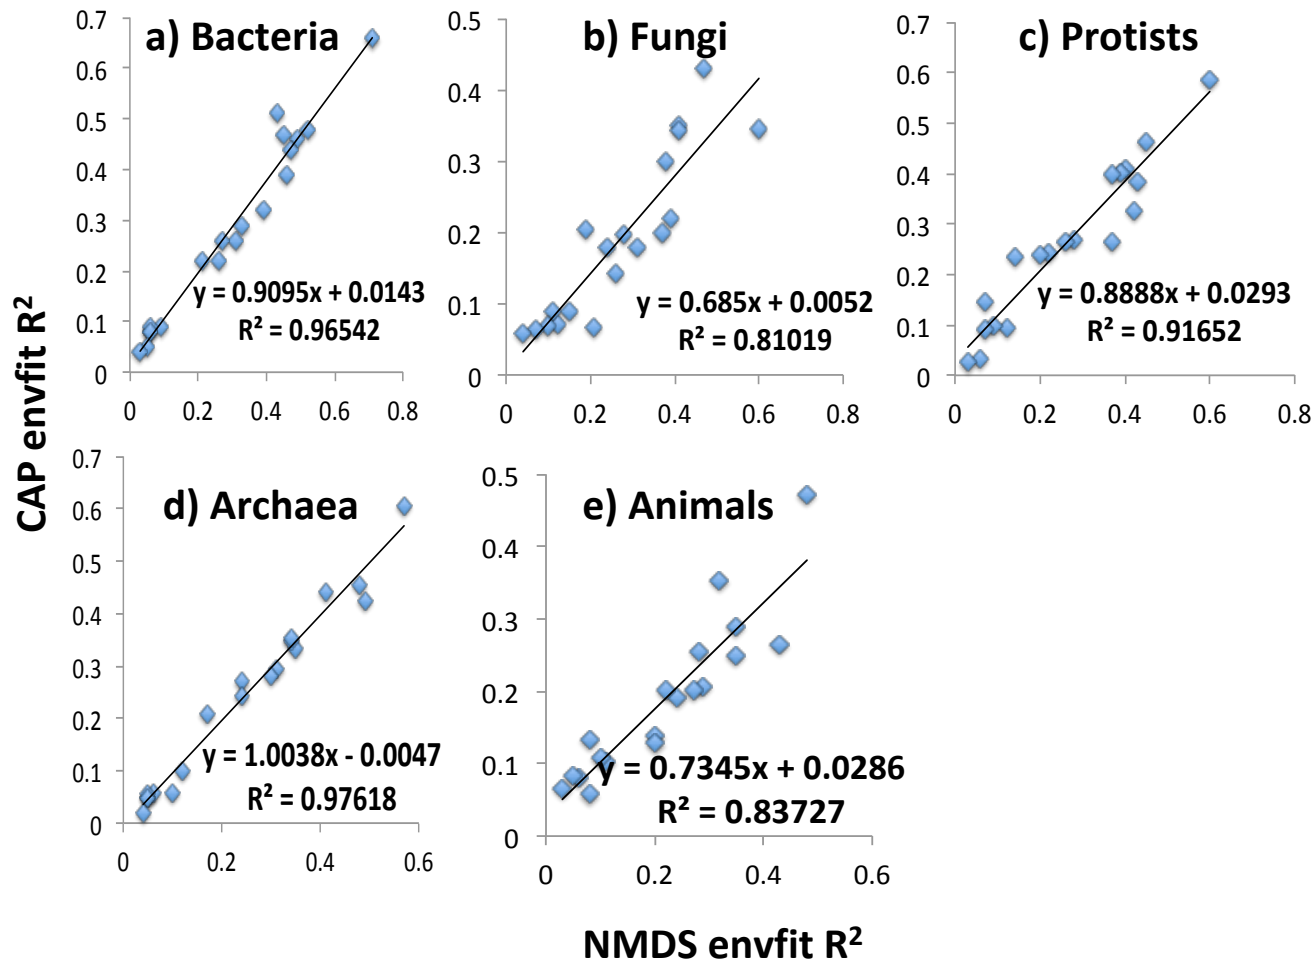 a) Bacteria
0.7
0.6
0.5
0.4
0.3
0.2
0.1
0
y = 0.9095x + 0.0143
R² = 0.96542
0 0.2 0.4 0.6 0.8
b) Fungi
0.5
0.4
0.3
0.2
0.1
0
y = 0.685x + 0.0052
R² = 0.81019
0 0.2 0.4 0.6 0.8
c) Protists
0.7
0.6
0.5
0.4
0.3
0.2
0.1
0
y = 0.8888x + 0.0293
R² = 0.91652
0 0.2 0.4 0.6 0.8
CAP envfit R²
d) Archaea
0.7
0.6
0.5
0.4
0.3
0.2
0.1
0
y = 1.0038x - 0.0047
R² = 0.97618
0 0.2 0.4 0.6
e) Animals
0.5
0.4
0.3
0.2
0.1
0
y = 0.7345x + 0.0286
R² = 0.83727
0 0.2 0.4 0.6
NMDS envfit R²